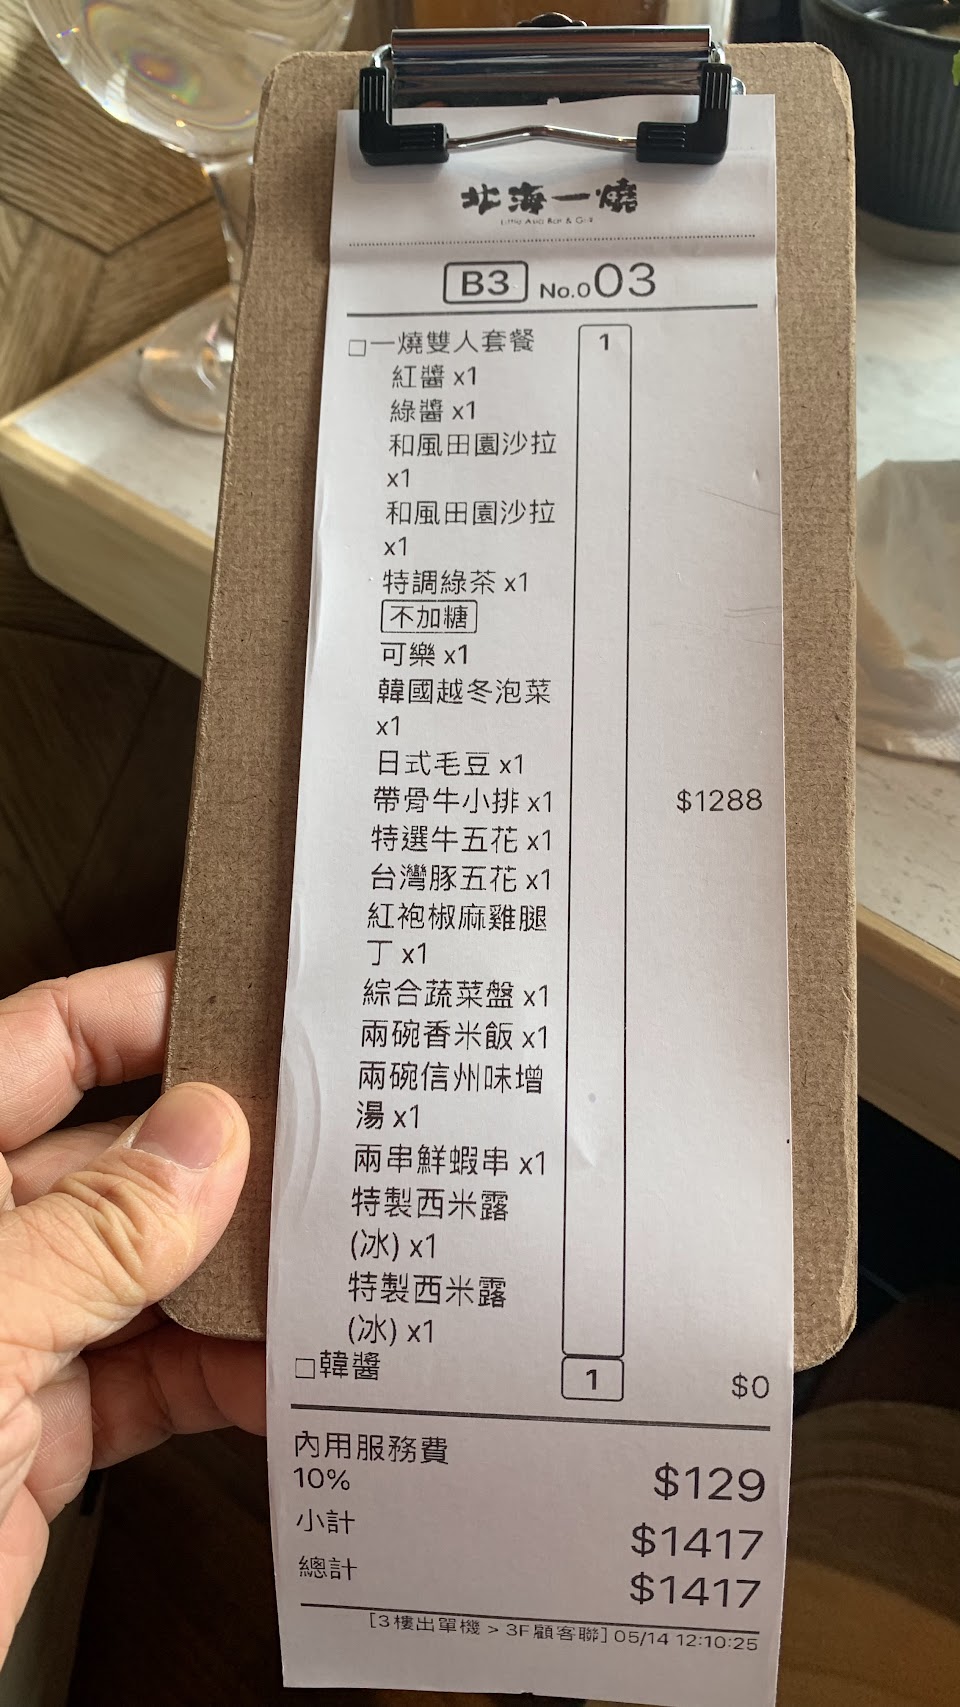 北海一燒
B3 No.003
□一燒雙人套餐 1
紅醬 x1
綠醬 x1
和風田園沙拉
x1
和風田園沙拉
x1
特調綠茶 x1
不加糖
可樂 x1
韓國越冬泡菜
x1
日式毛豆 x1
帶骨牛小排 x1 $1288
特選牛五花 x1
台灣豚五花 x1
紅袍椒麻雞腿
丁 x1
綜合蔬菜盤 x1
兩碗香米飯 x1
兩碗信州味增
湯 x1
兩串鮮蝦串 x1
特製西米露
(冰) x1
特製西米露
(冰) x1
□韓醬 1 $0
內用服務費
10% $129
小計 $1417
總計 $1417
[3樓出單機 > 3F顧客聯] 05/14 12:10:25